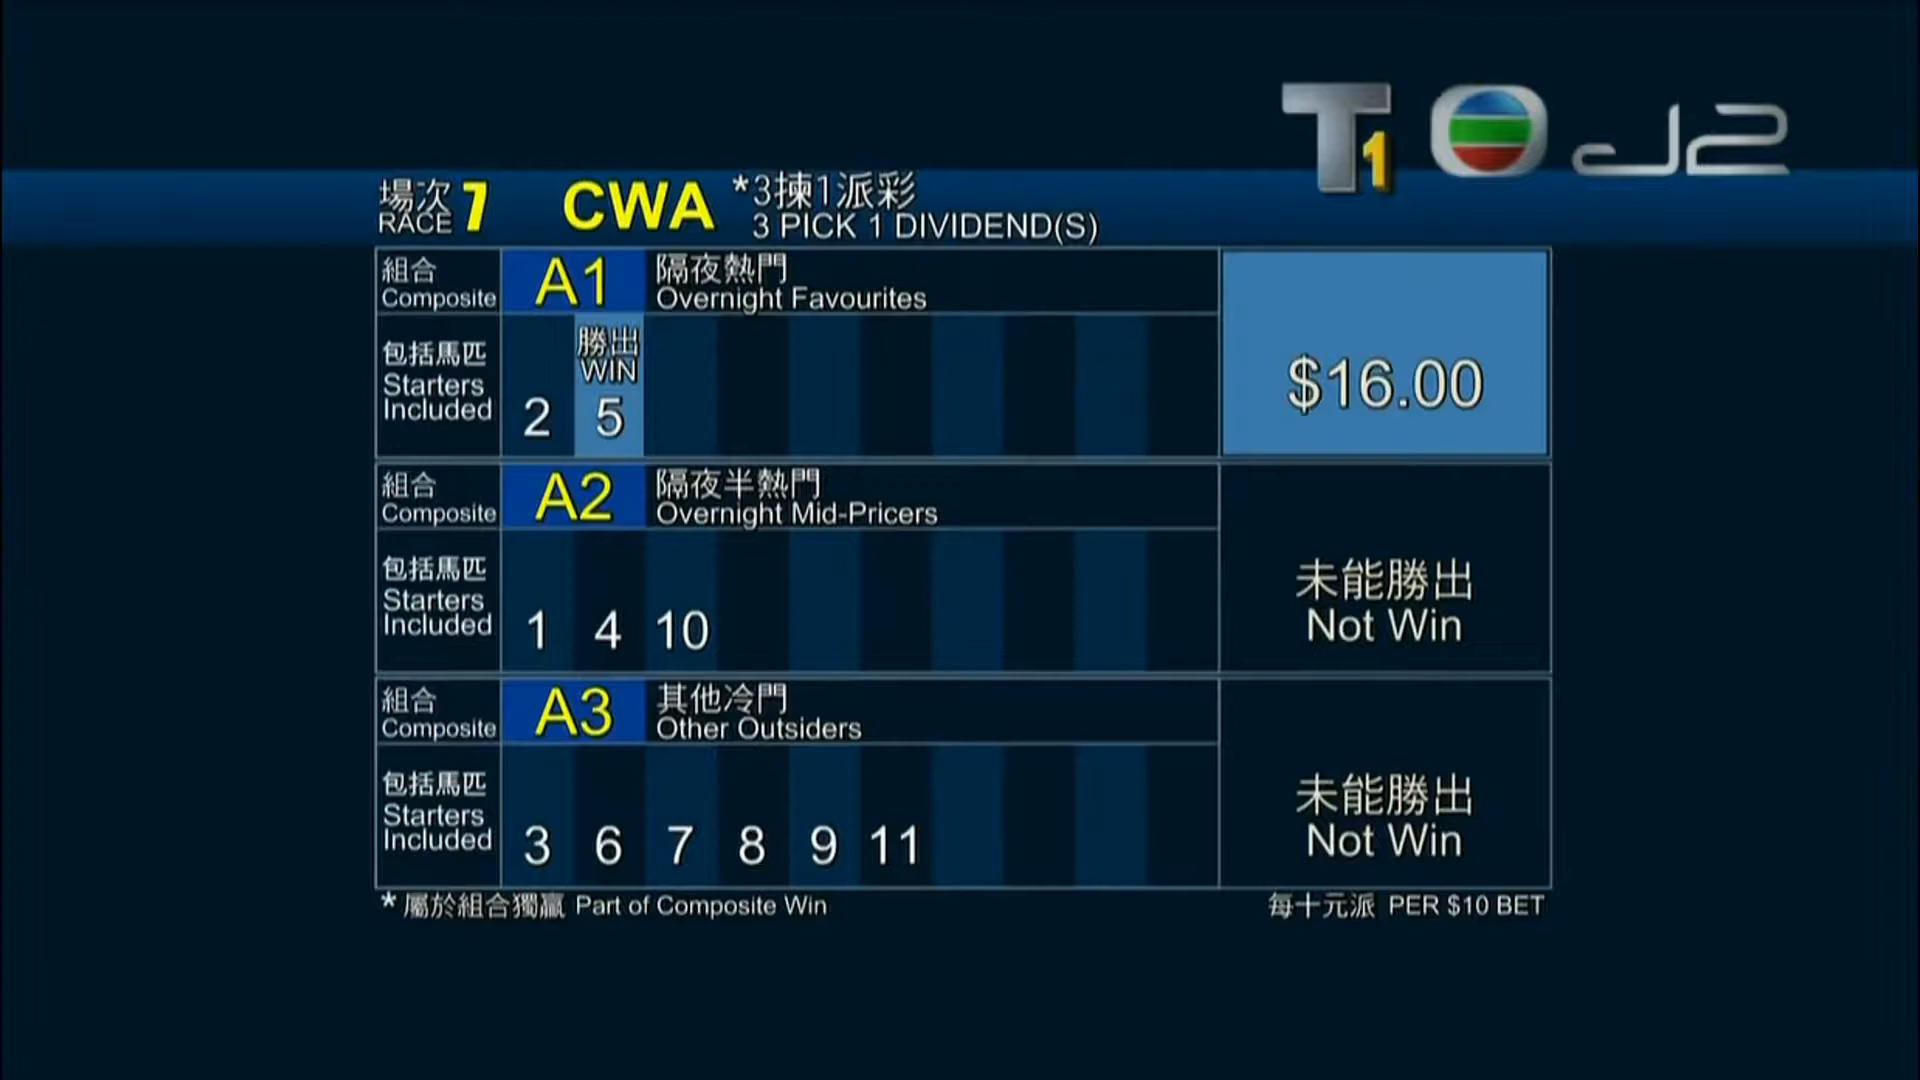 T1 J2
場次 7 CWA *3揀1派彩
RACE 3 PICK 1 DIVIDEND(S)
組合 A1 隔夜熱門
Composite Overnight Favourites
包括馬匹 勝出
Starters WIN
Included 2 5
$16.00
組合 A2 隔夜半熱門
Composite Overnight Mid-Pricers
包括馬匹
Starters
Included 1 4 10
未能勝出
Not Win
組合 A3 其他冷門
Composite Other Outsiders
包括馬匹
Starters
Included 3 6 7 8 9 11
未能勝出
Not Win
* 屬於組合獨贏 Part of Composite Win 每十元派 PER $10 BET